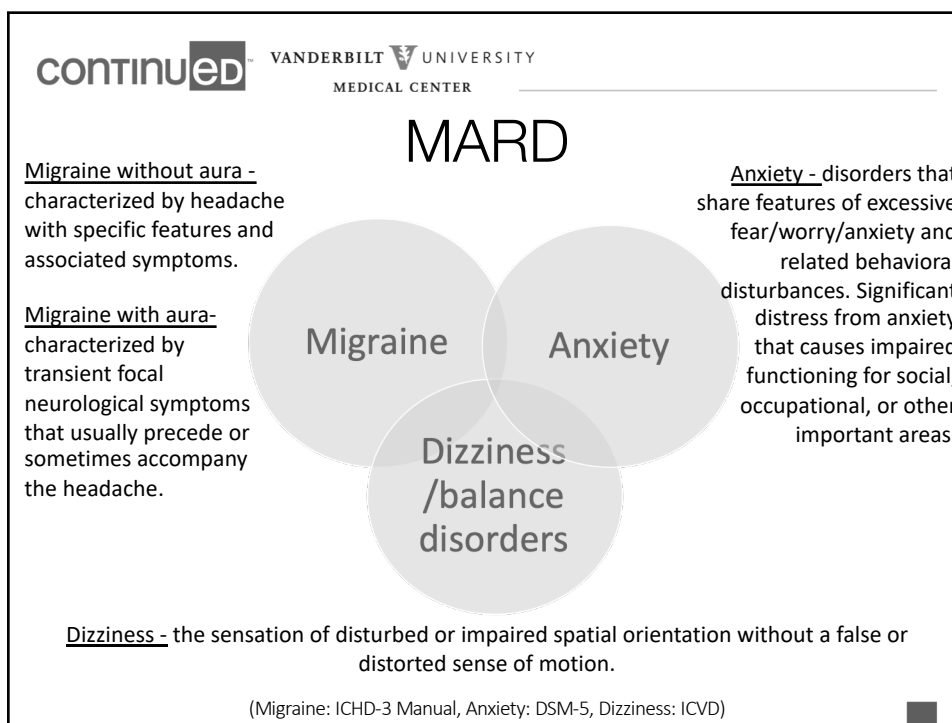 continued™
VANDERBILT UNIVERSITY
MEDICAL CENTER
MARD
Migraine without aura -
characterized by headache
with specific features and
associated symptoms.
Migraine with aura-
characterized by
transient focal
neurological symptoms
that usually precede or
sometimes accompany
the headache.
Migraine
Anxiety
Dizziness
/balance
disorders
Anxiety - disorders that
share features of excessive
fear/worry/anxiety and
related behavioral
disturbances. Significant
distress from anxiety
that causes impaired
functioning for social,
occupational, or other
important areas
Dizziness - the sensation of disturbed or impaired spatial orientation without a false or
distorted sense of motion.
(Migraine: ICHD-3 Manual, Anxiety: DSM-5, Dizziness: ICVD)